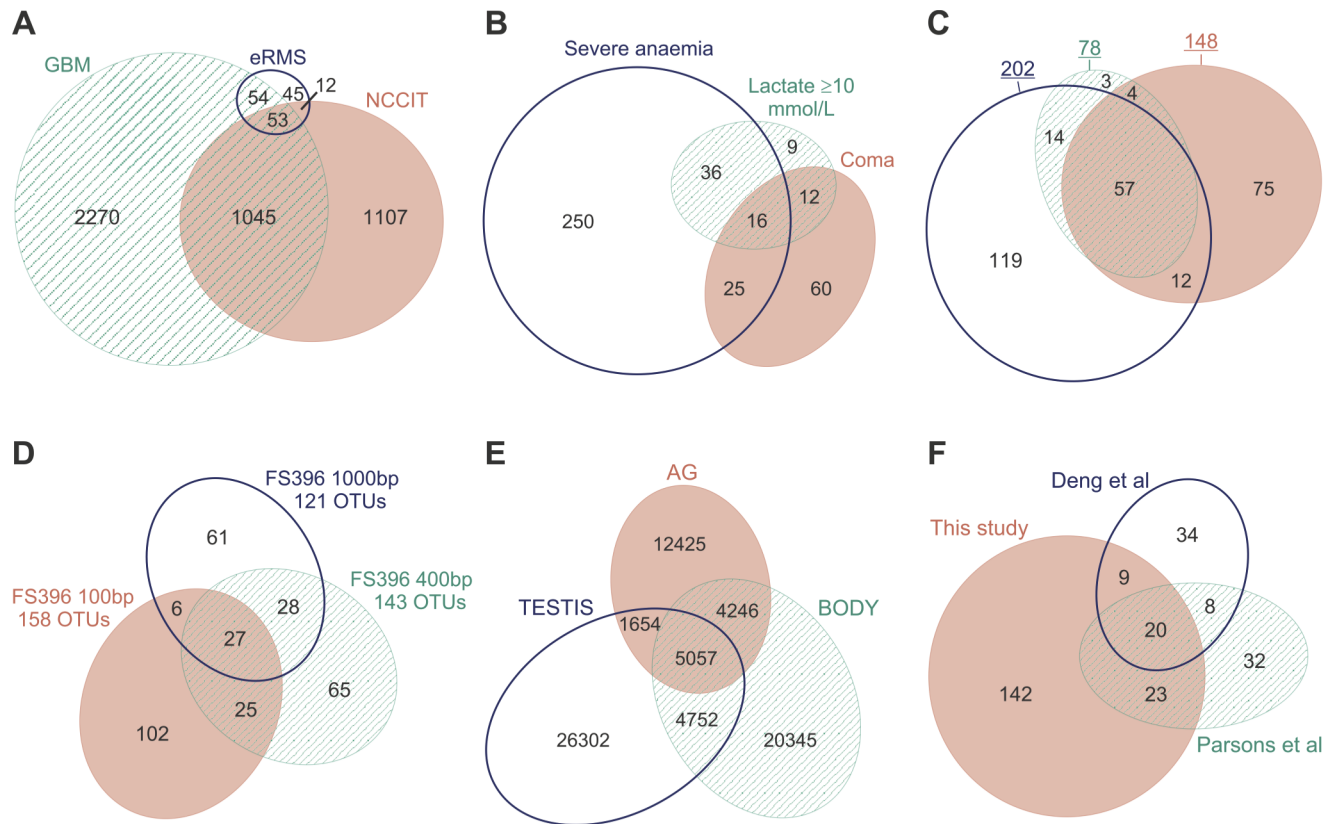 A
GBM
eRMS
12
54
45
NCCIT
53
2270
1045
1107
B
Severe anaemia
Lactate ≥10
mmol/L
9
36
Coma
12
250
16
25
60
C
202
78
148
3
4
14
57
75
119
12
D
FS396 1000bp
121 OTUs
61
FS396 100bp
158 OTUs
FS396 400bp
143 OTUs
6
28
27
65
25
102
E
AG
12425
TESTIS
BODY
1654
4246
5057
4752
26302
20345
F
Deng et al
This study
34
9
8
20
32
142
23
Parsons et al